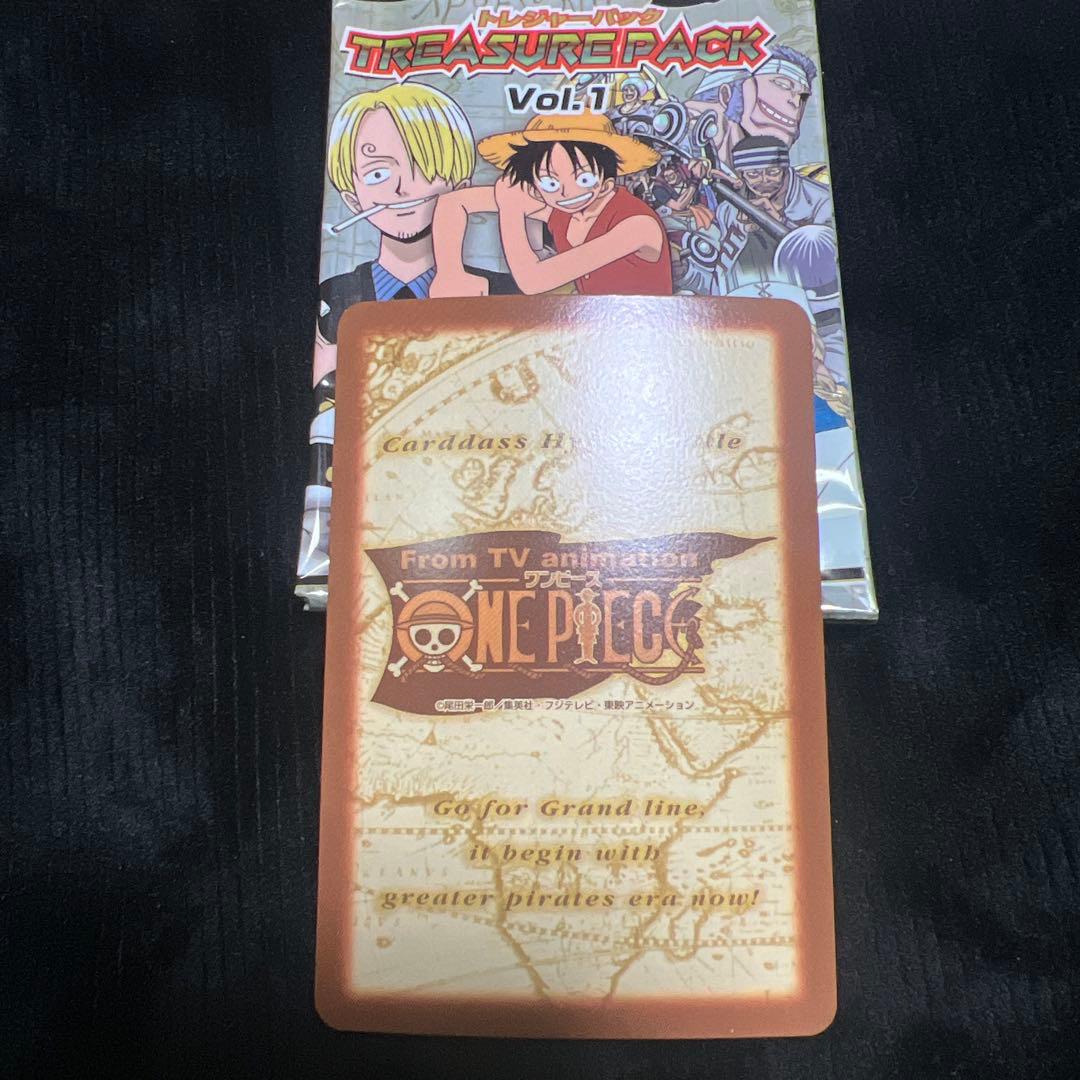 トレジャーパック
TREASURE PACK
Vol.1
Carddass
From TV animation
ワンピース
ONE PIECE
©尾田栄一郎／集英社・フジテレビ・東映アニメーション
Go for Grand line,
it begin with
greater pirates era now!